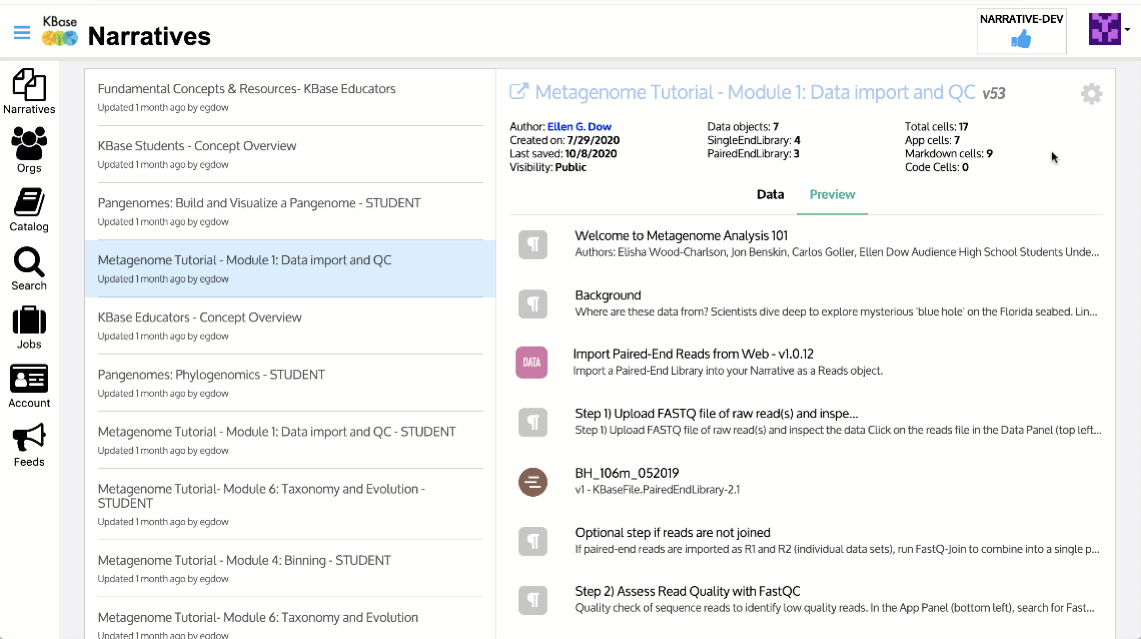 KBase
Narratives
NARRATIVE-DEV
Narratives
Orgs
Catalog
Search
Jobs
Account
Feeds
Fundamental Concepts & Resources- KBase Educators
Updated 1 month ago by egdow
KBase Students - Concept Overview
Updated 1 month ago by egdow
Pangenomes: Build and Visualize a Pangenome - STUDENT
Updated 1 month ago by egdow
Metagenome Tutorial - Module 1: Data import and QC
Updated 1 month ago by egdow
KBase Educators - Concept Overview
Updated 1 month ago by egdow
Pangenomes: Phylogenomics - STUDENT
Updated 1 month ago by egdow
Metagenome Tutorial - Module 1: Data import and QC - STUDENT
Updated 1 month ago by egdow
Metagenome Tutorial- Module 6: Taxonomy and Evolution -
STUDENT
Updated 1 month ago by egdow
Metagenome Tutorial - Module 4: Binning - STUDENT
Updated 1 month ago by egdow
Metagenome Tutorial - Module 6: Taxonomy and Evolution
Updated 1 month ago by egdow
Metagenome Tutorial - Module 1: Data import and QC v53
Author: Ellen G. Dow
Created on: 7/29/2020
Last saved: 10/8/2020
Visibility: Public
Data objects: 7
SingleEndLibrary: 4
PairedEndLibrary: 3
Total cells: 17
App cells: 7
Markdown cells: 9
Code Cells: 0
Data
Preview
Welcome to Metagenome Analysis 101
Authors: Elisha Wood-Charlson, Jon Benskin, Carlos Goller, Ellen Dow Audience High School Students Unde...
Background
Where are these data from? Scientists dive deep to explore mysterious 'blue hole' on the Florida seabed. Lin...
DATA
Import Paired-End Reads from Web - v1.0.12
Import a Paired-End Library into your Narrative as a Reads object.
Step 1) Upload FASTQ file of raw read(s) and inspe...
Step 1) Upload FASTQ file of raw read(s) and inspect the data Click on the reads file in the Data Panel (top left...
BH_106m_052019
v1 - KBaseFile.PairedEndLibrary-2.1
Optional step if reads are not joined
If paired-end reads are imported as R1 and R2 (individual data sets), run FastQ-Join to combine into a single p...
Step 2) Assess Read Quality with FastQC
Quality check of sequence reads to identify low quality reads. In the App Panel (bottom left), search for Fast...